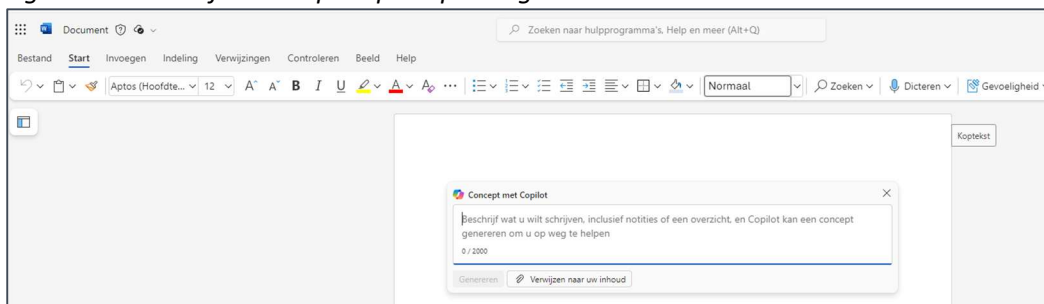 Document
Zoeken naar hulpprogramma's, Help en meer (Alt+Q)
Bestand Start Invoegen Indeling Verwijzingen Controleren Beeld Help
Aptos (Hoofdte... 12 A A B I U A A Normaal Zoeken Dicteren Gevoeligheid
Koptekst
Concept met Copilot
Beschrijf wat u wilt schrijven, inclusief notities of een overzicht, en Copilot kan een concept
genereren om u op weg te helpen
0 / 2000
Genereren Verwijzen naar uw inhoud